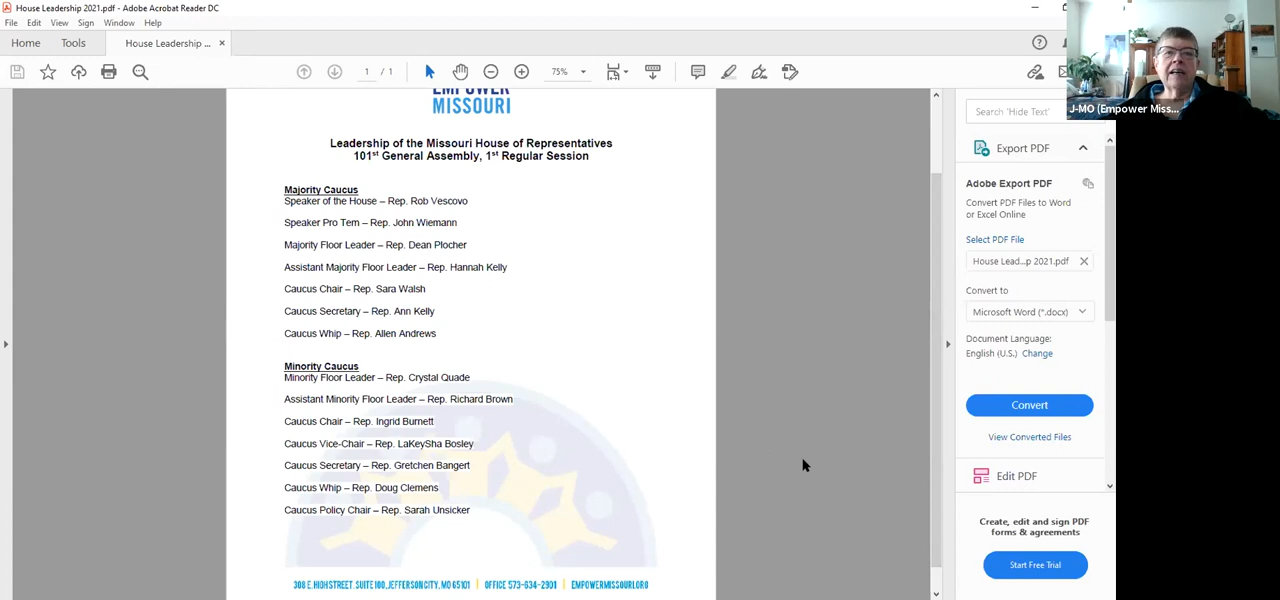 House Leadership 2021.pdf - Adobe Acrobat Reader DC
File Edit View Sign Window Help
Home Tools House Leadership ... ×
1 / 1 75%
J-MO (Empower Miss...
EMPOWER
MISSOURI
Leadership of the Missouri House of Representatives
101st General Assembly, 1st Regular Session
Majority Caucus
Speaker of the House – Rep. Rob Vescovo
Speaker Pro Tem – Rep. John Wiemann
Majority Floor Leader – Rep. Dean Plocher
Assistant Majority Floor Leader – Rep. Hannah Kelly
Caucus Chair – Rep. Sara Walsh
Caucus Secretary – Rep. Ann Kelly
Caucus Whip – Rep. Allen Andrews
Minority Caucus
Minority Floor Leader – Rep. Crystal Quade
Assistant Minority Floor Leader – Rep. Richard Brown
Caucus Chair – Rep. Ingrid Burnett
Caucus Vice-Chair – Rep. LaKeySha Bosley
Caucus Secretary – Rep. Gretchen Bangert
Caucus Whip – Rep. Doug Clemens
Caucus Policy Chair – Rep. Sarah Unsicker
308 E. HIGH STREET, SUITE 100, JEFFERSON CITY, MO 65101 | OFFICE 573-634-2901 | EMPOWERMISSOURI.ORG
Search 'Hide Text'
Export PDF
Adobe Export PDF
Convert PDF Files to Word
or Excel Online
Select PDF File
House Lead...p 2021.pdf
Convert to
Microsoft Word (*.docx)
Document Language:
English (U.S.) Change
Convert
View Converted Files
Edit PDF
Create, edit and sign PDF
forms & agreements
Start Free Trial